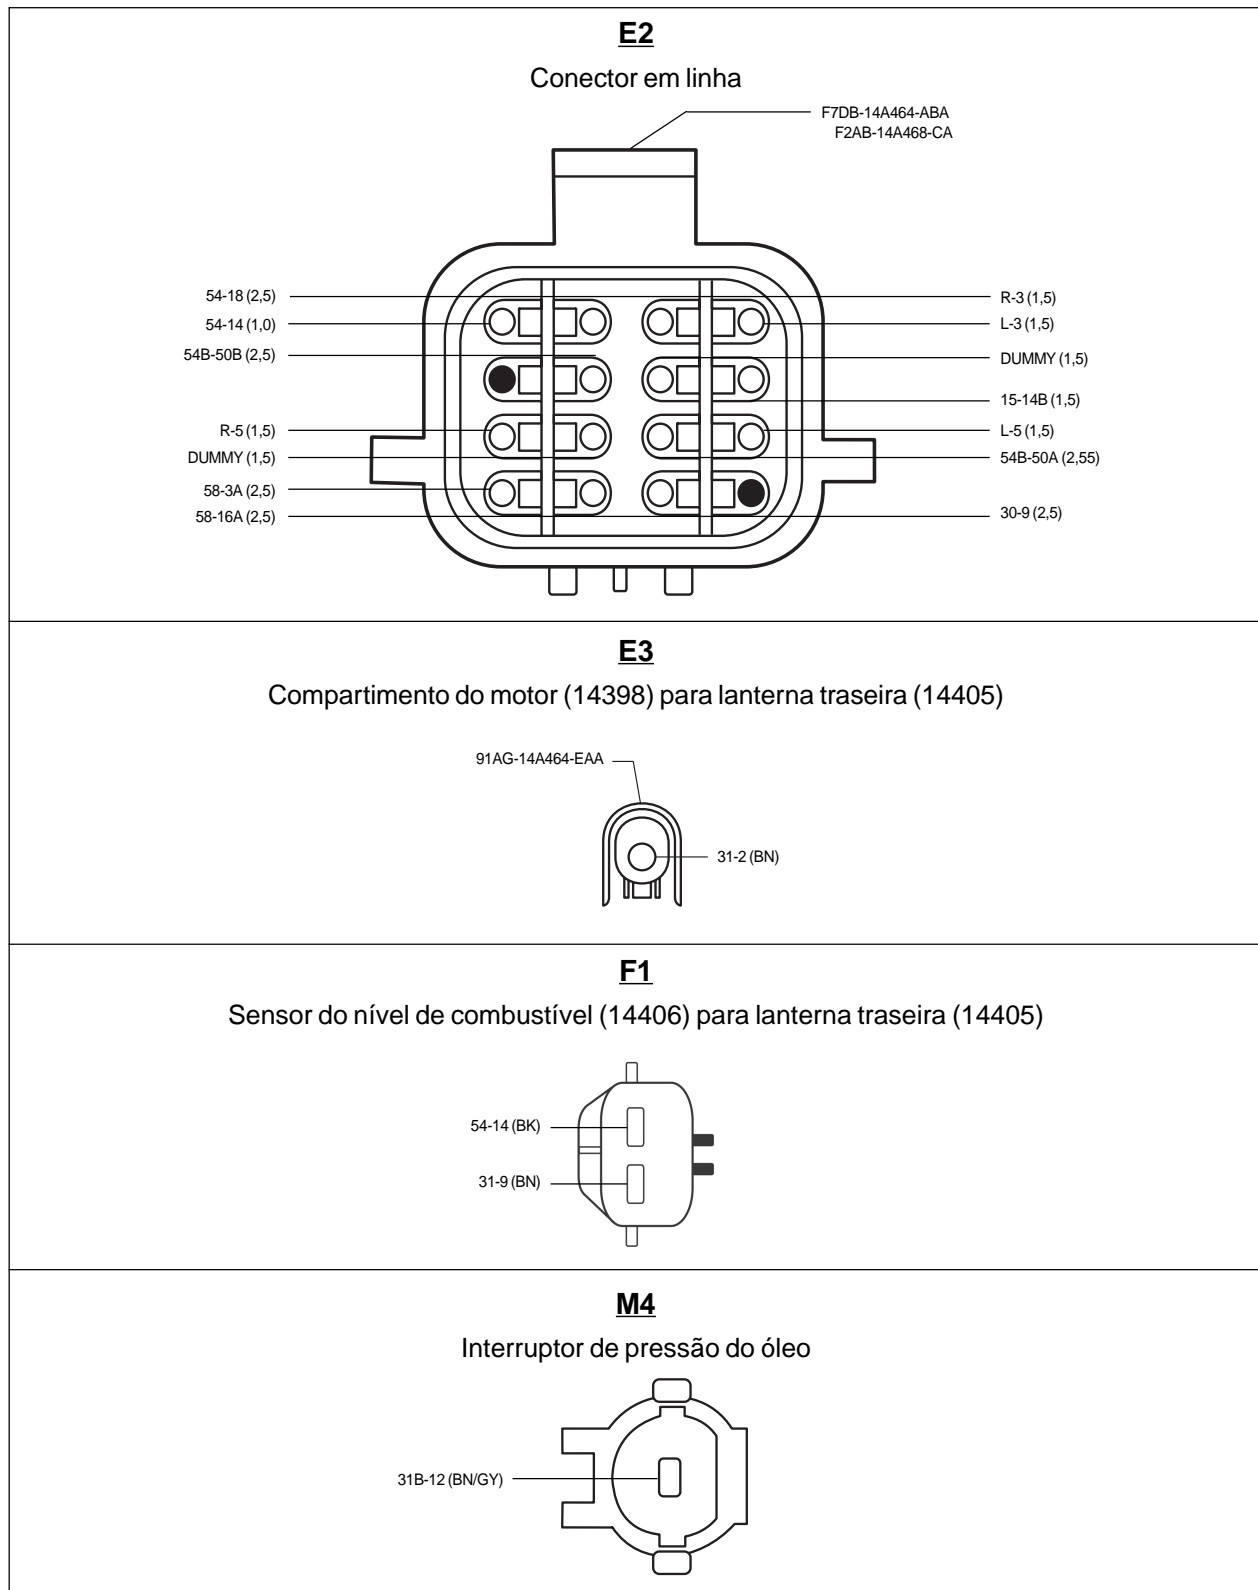 E2
Conector em linha
F7DB-14A464-ABA
F2AB-14A468-CA
54-18 (2,5)
54-14 (1,0)
54B-50B (2,5)
R-5 (1,5)
DUMMY (1,5)
58-3A (2,5)
58-16A (2,5)
R-3 (1,5)
L-3 (1,5)
DUMMY (1,5)
15-14B (1,5)
L-5 (1,5)
54B-50A (2,55)
30-9 (2,5)
E3
Compartimento do motor (14398) para lanterna traseira (14405)
91AG-14A464-EAA
31-2 (BN)
F1
Sensor do nível de combustível (14406) para lanterna traseira (14405)
54-14 (BK)
31-9 (BN)
M4
Interruptor de pressão do óleo
31B-12 (BN/GY)